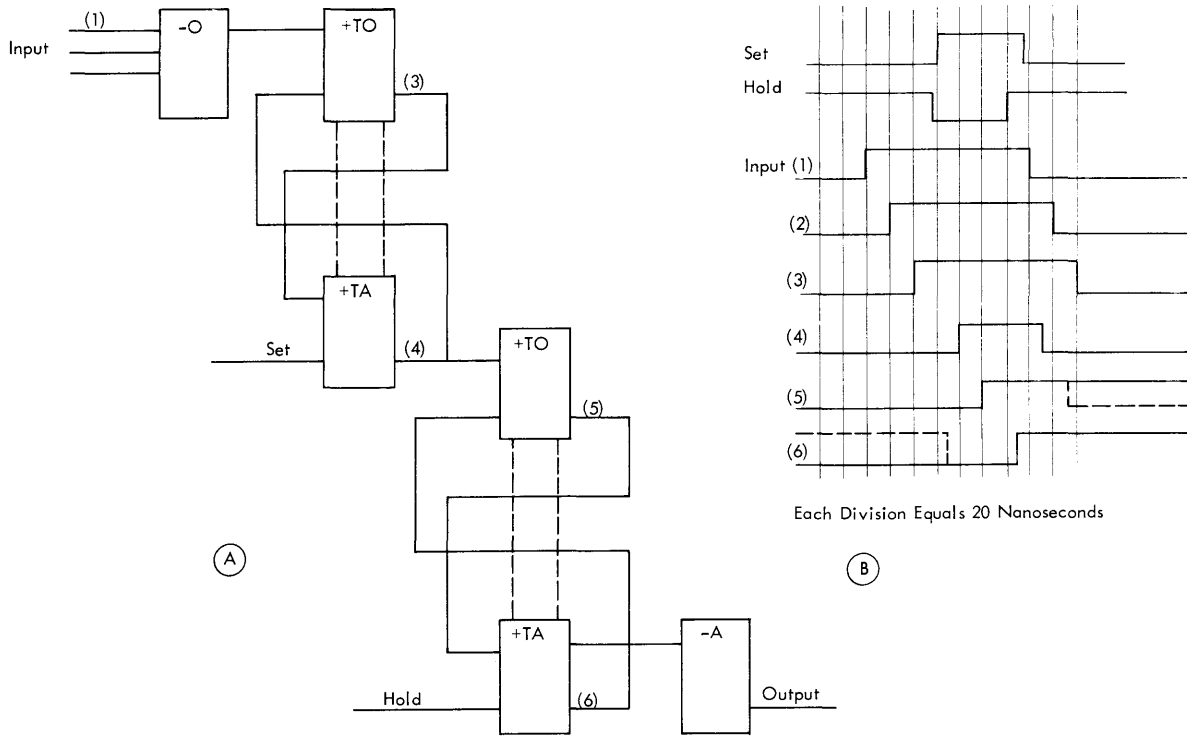 (1)
Input
-O
+TO
(3)
+TA
Set
(4)
+TO
(5)
A
+TA
Hold
(6)
-A
Output
Set
Hold
Input (1)
(2)
(3)
(4)
(5)
(6)
Each Division Equals 20 Nanoseconds
B